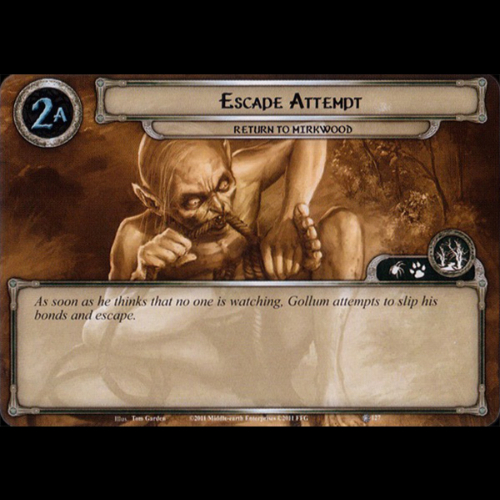 2A
Escape Attempt
Return to Mirkwood
As soon as he thinks that no one is watching, Gollum attempts to slip his
bonds and escape.
Illus. Tom Garden ©2011 Middle-earth Enterprises ©2011 FFG 127